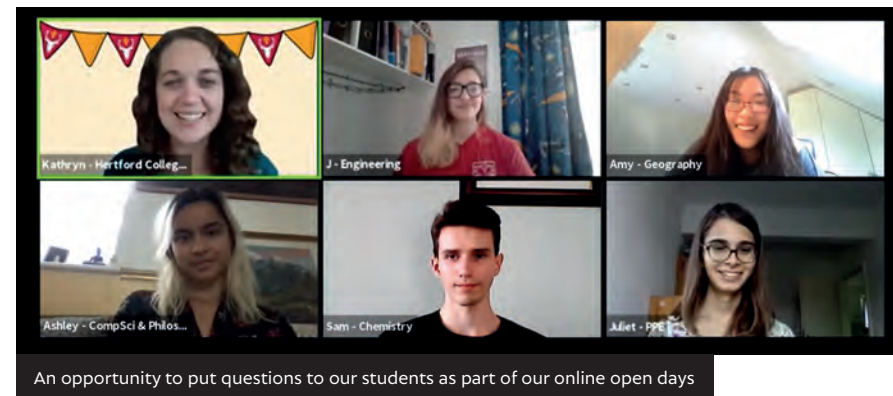 Kathryn - Hertford Colleg...
J - Engineering
Amy - Geography
Ashley - CompSci & Philos...
Sam - Chemistry
Juliet - PPE
An opportunity to put questions to our students as part of our online open days